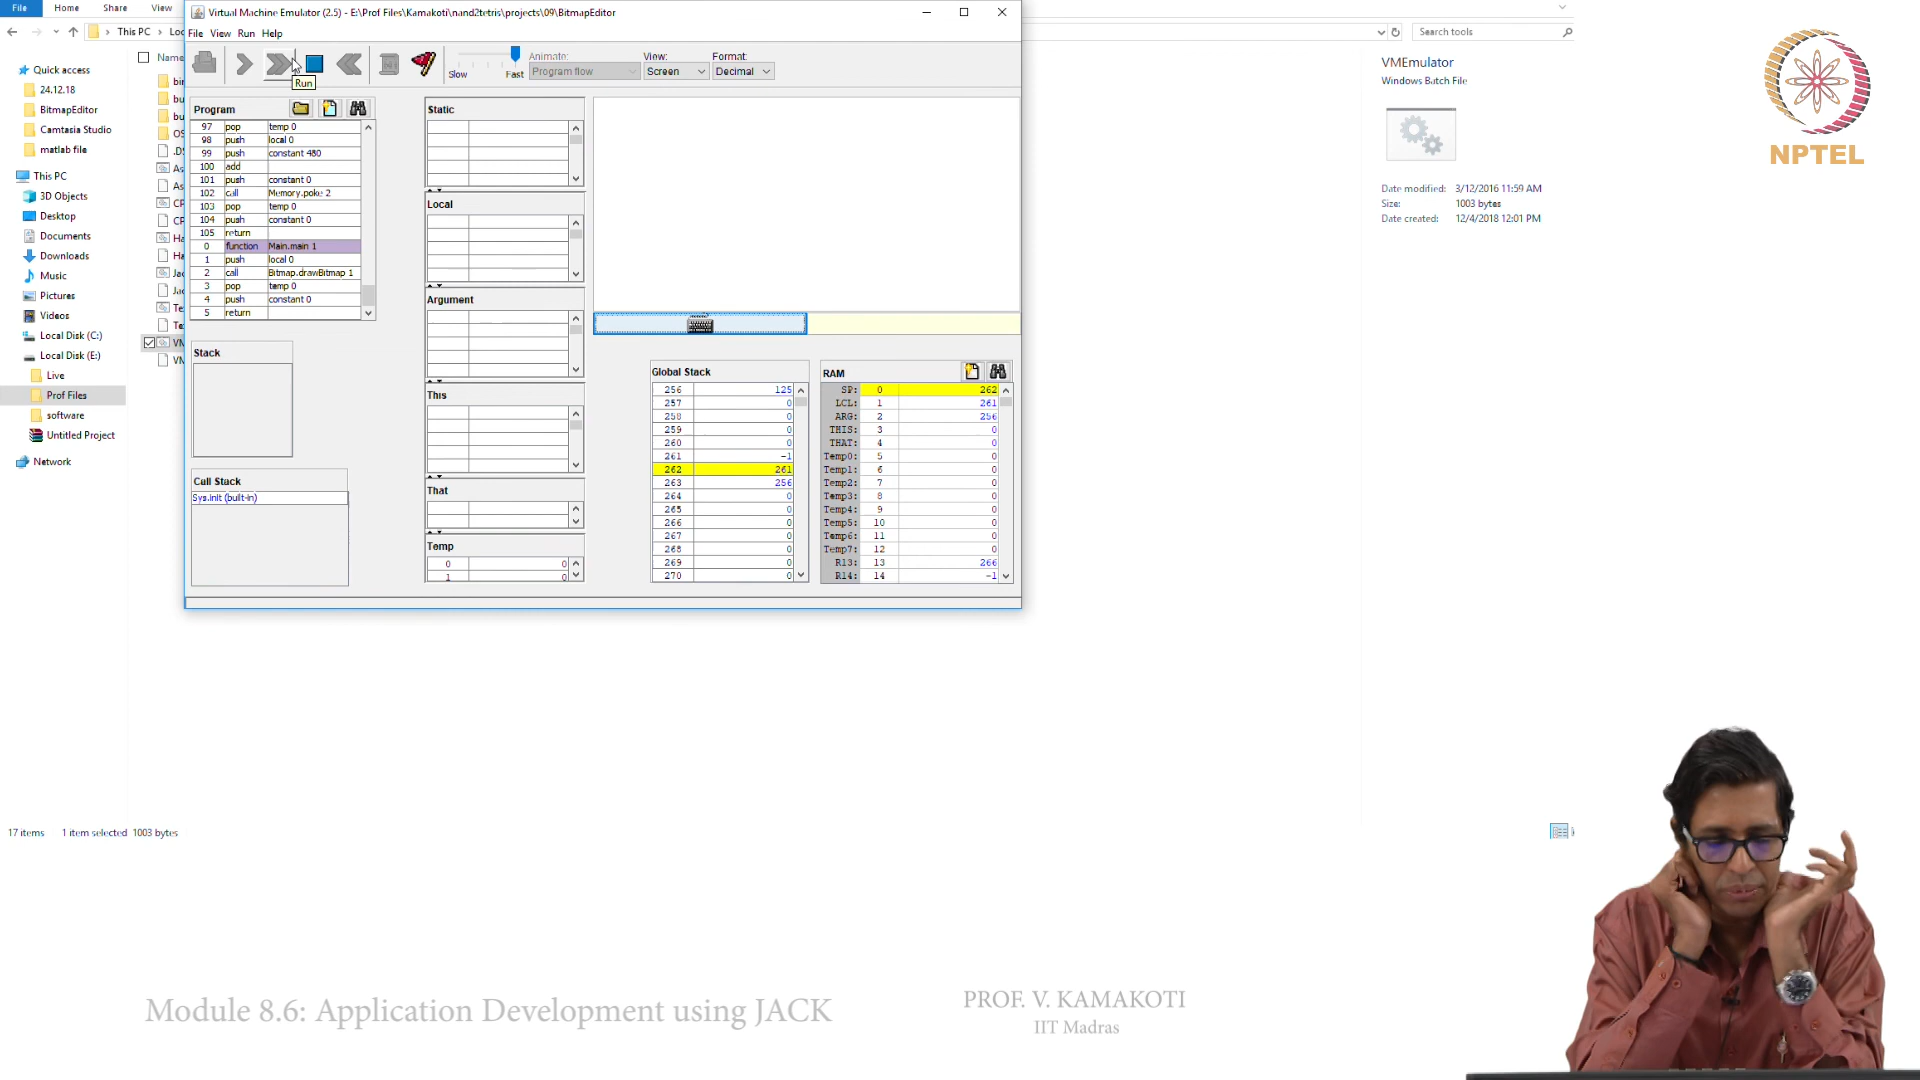 File Home Share View
This PC
Search tools
Quick access
24.12.18
BitmapEditor
Camtasia Studio
matlab file
This PC
3D Objects
Desktop
Documents
Downloads
Music
Pictures
Videos
Local Disk (C:)
Local Disk (E:)
Live
Prof Files
software
Untitled Project
Network
17 items 1 item selected 1003 bytes
Virtual Machine Emulator (2.5) - E:\Prof Files\Kamakoti\nand2tetris\projects\09\BitmapEditor
File View Run Help
Slow Fast
Animate:
Program flow
View:
Screen
Format:
Decimal
Run
Program
97 pop temp 0
98 push local 0
99 push constant 480
100 add
101 push constant 0
102 call Memory.poke 2
103 pop temp 0
104 push constant 0
105 return
0 function Main.main 1
1 push local 0
2 call Bitmap.drawBitmap 1
3 pop temp 0
4 push constant 0
5 return
Stack
Call Stack
Sys.init (built-in)
Static
Local
Argument
This
That
Temp
0 0
1 0
Global Stack
256 125
257 0
258 0
259 0
260 0
261 -1
262 261
263 256
264 0
265 0
266 0
267 0
268 0
269 0
270 0
RAM
SP: 0 262
LCL: 1 261
ARG: 2 256
THIS: 3 0
THAT: 4 0
Temp0: 5 0
Temp1: 6 0
Temp2: 7 0
Temp3: 8 0
Temp4: 9 0
Temp5: 10 0
Temp6: 11 0
Temp7: 12 0
R13: 13 266
R14: 14 -1
VMEmulator
Windows Batch File
Date modified: 3/12/2016 11:59 AM
Size: 1003 bytes
Date created: 12/4/2018 12:01 PM
NPTEL
Module 8.6: Application Development using JACK
PROF. V. KAMAKOTI
IIT Madras